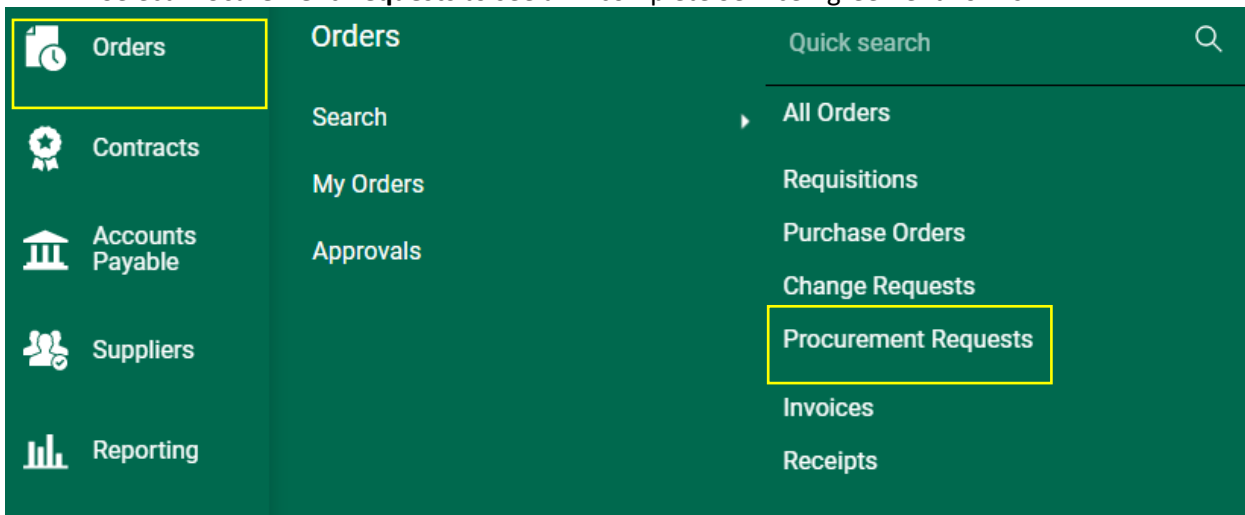 Orders
Contracts
Accounts
Payable
Suppliers
Reporting
Orders
Search
My Orders
Approvals
Quick search
All Orders
Requisitions
Purchase Orders
Change Requests
Procurement Requests
Invoices
Receipts